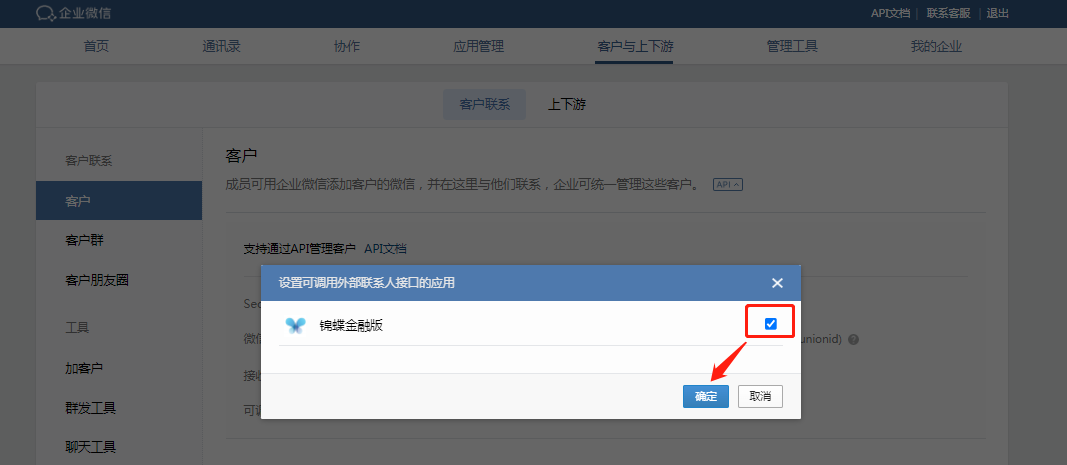 企业微信
API文档 | 联系客服 | 退出
首页 通讯录 协作 应用管理 客户与上下游 管理工具 我的企业
客户联系 上下游
客户联系
客户
客户群
客户朋友圈
工具
加客户
群发工具
聊天工具
客户
成员可用企业微信添加客户的微信，并在这里与他们联系，企业可统一管理这些客户。 API
支持通过API管理客户 API文档
设置可调用外部联系人接口的应用
锦蝶金融版
确定 取消
Sec
微信
unionid) ?
接收
可